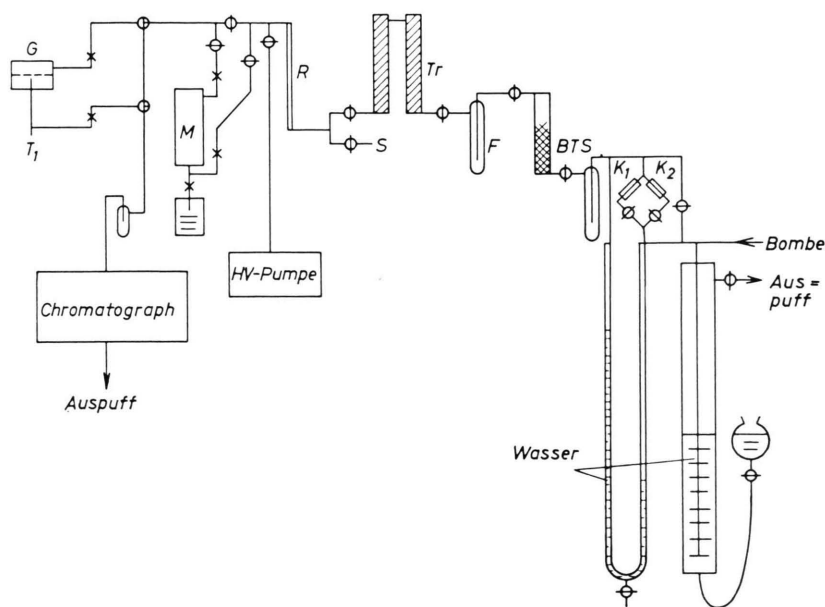 G
T1
M
R
S
Tr
F
BTS
K1
K2
HV-Pumpe
Chromatograph
Auspuff
Bombe
Aus=
puff
Wasser